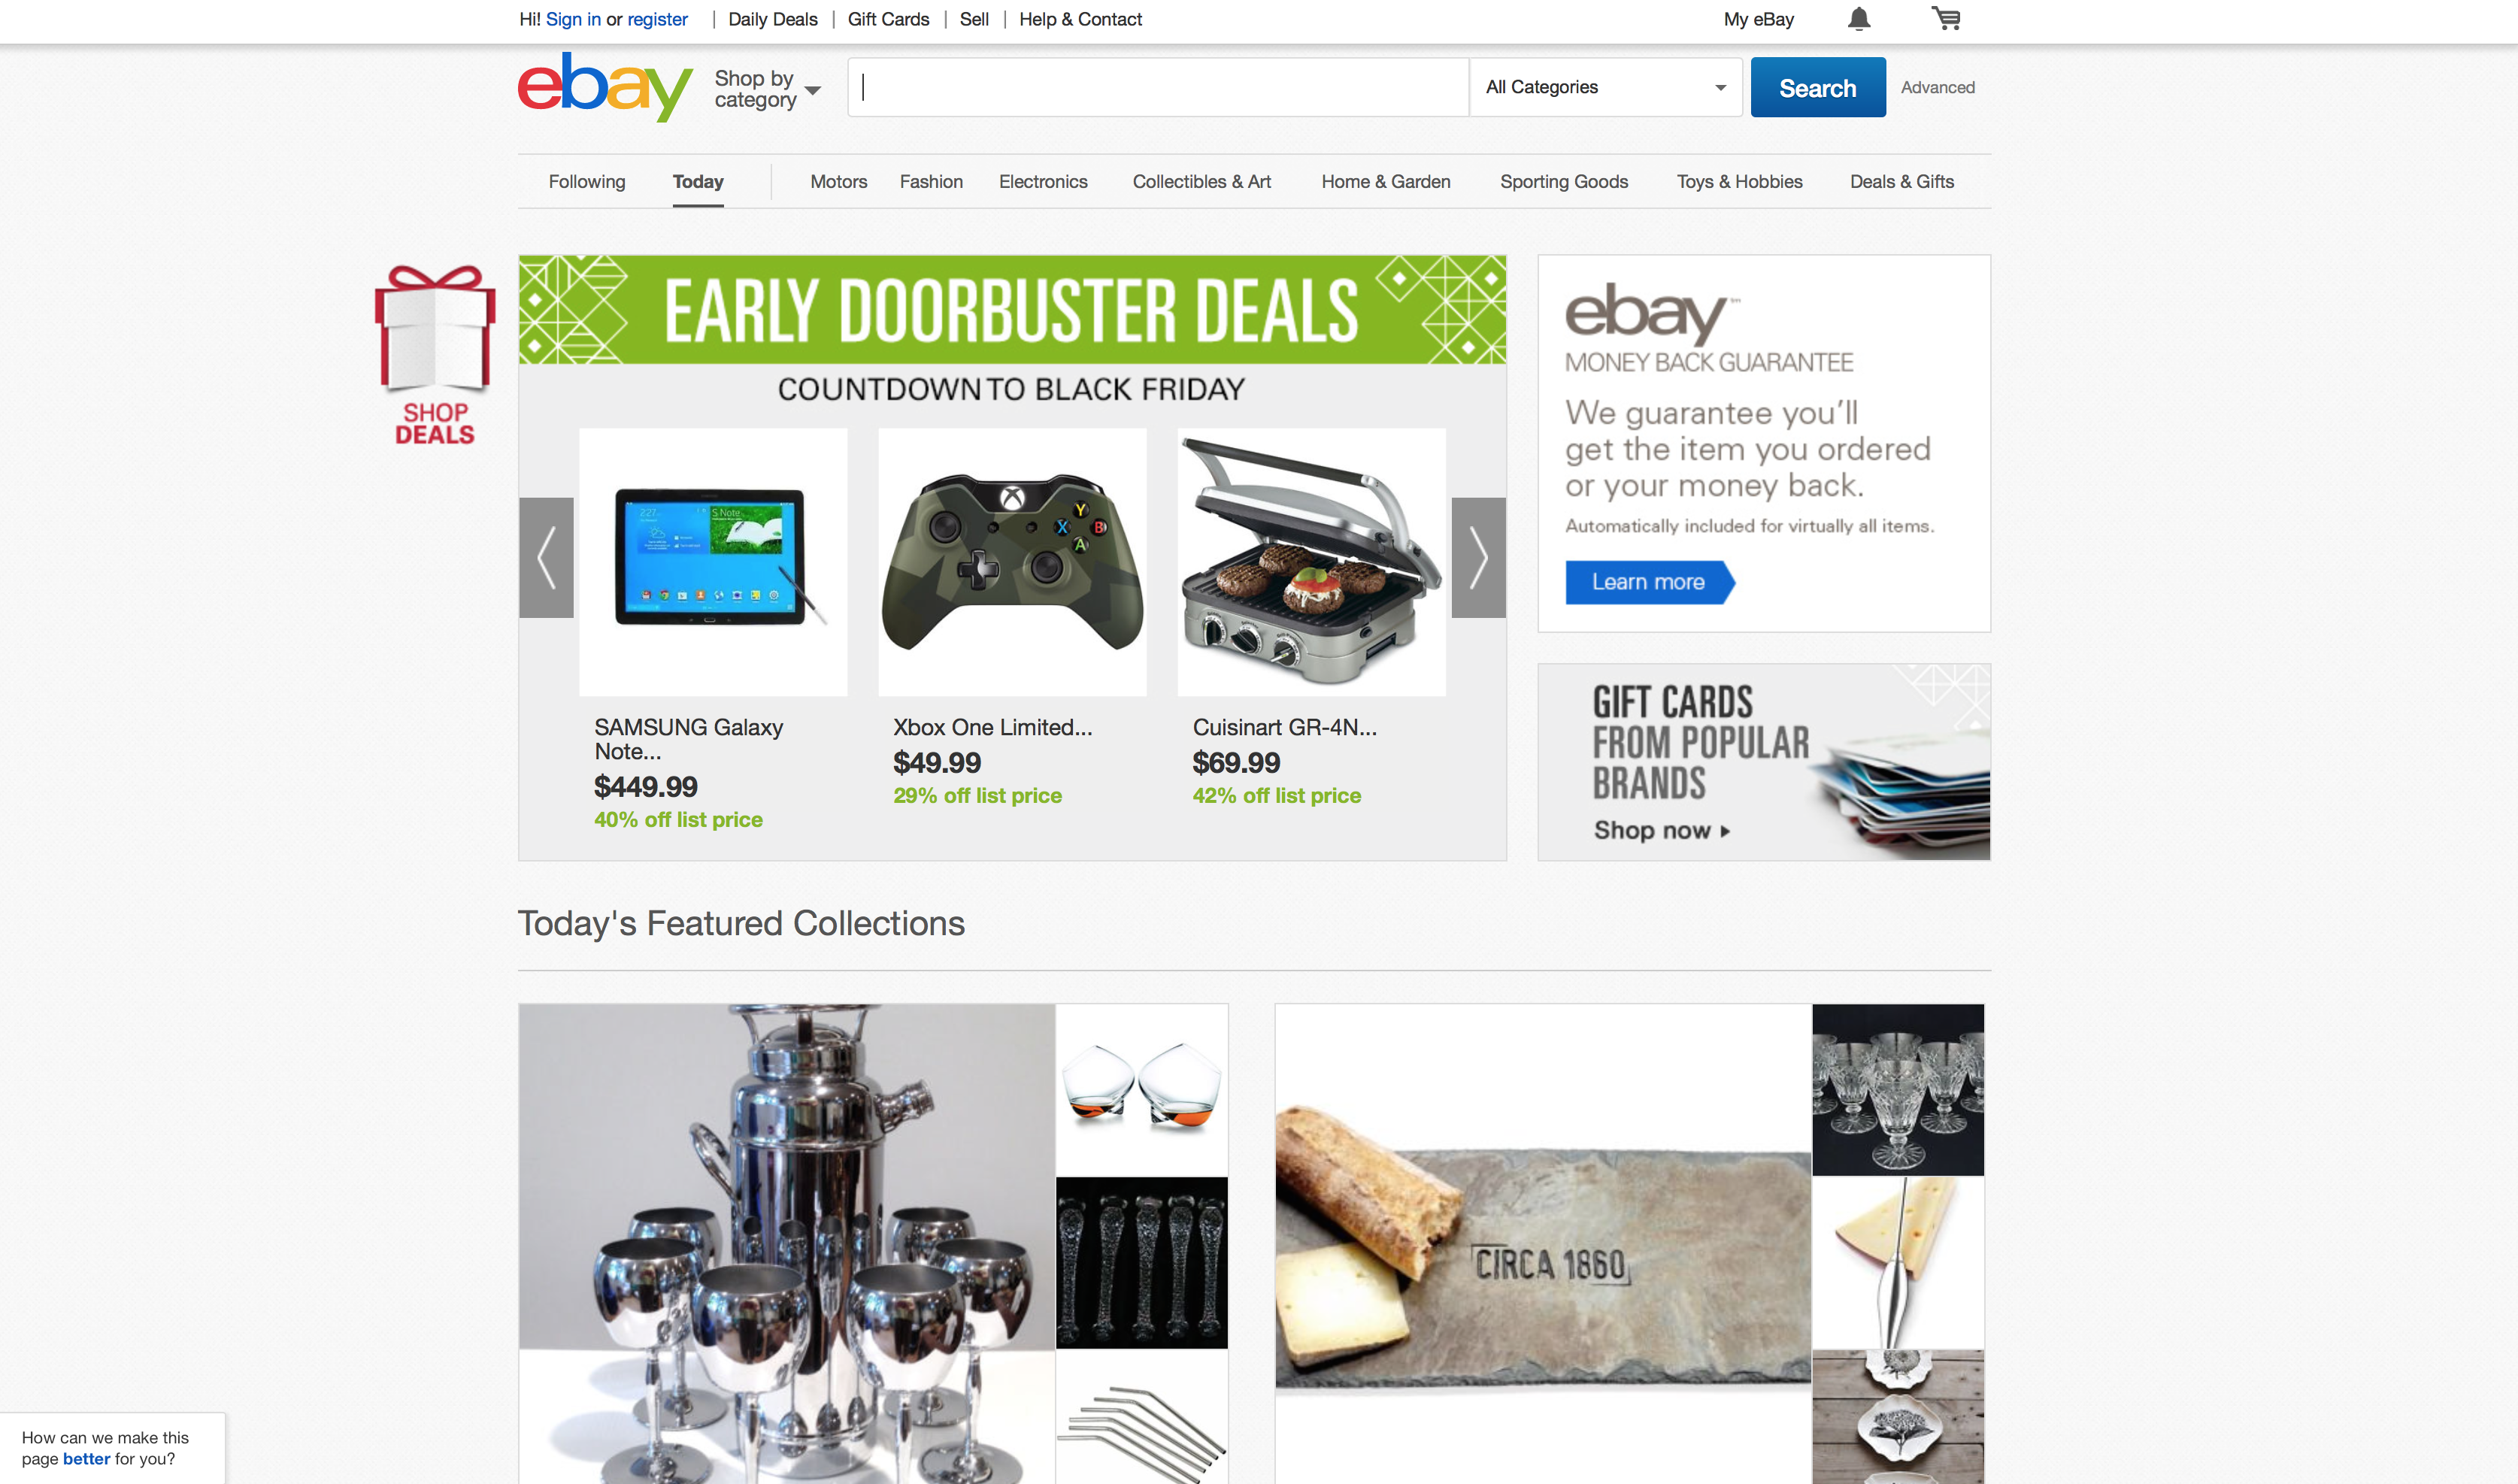 Hi! Sign in or register | Daily Deals | Gift Cards | Sell | Help & Contact
My eBay
ebay
Shop by
category
All Categories
Search
Advanced
Following
Today
Motors
Fashion
Electronics
Collectibles & Art
Home & Garden
Sporting Goods
Toys & Hobbies
Deals & Gifts
SHOP
DEALS
EARLY DOORBUSTER DEALS
COUNTDOWN TO BLACK FRIDAY
2:27
S Note
X
Y
B
A
SAMSUNG Galaxy
Note...
$449.99
40% off list price
Xbox One Limited...
$49.99
29% off list price
Cuisinart GR-4N...
$69.99
42% off list price
ebay™
MONEY BACK GUARANTEE
We guarantee you’ll
get the item you ordered
or your money back.
Automatically included for virtually all items.
Learn more
GIFT CARDS
FROM POPULAR
BRANDS
Shop now
Today's Featured Collections
CIRCA 1860
How can we make this
page better for you?